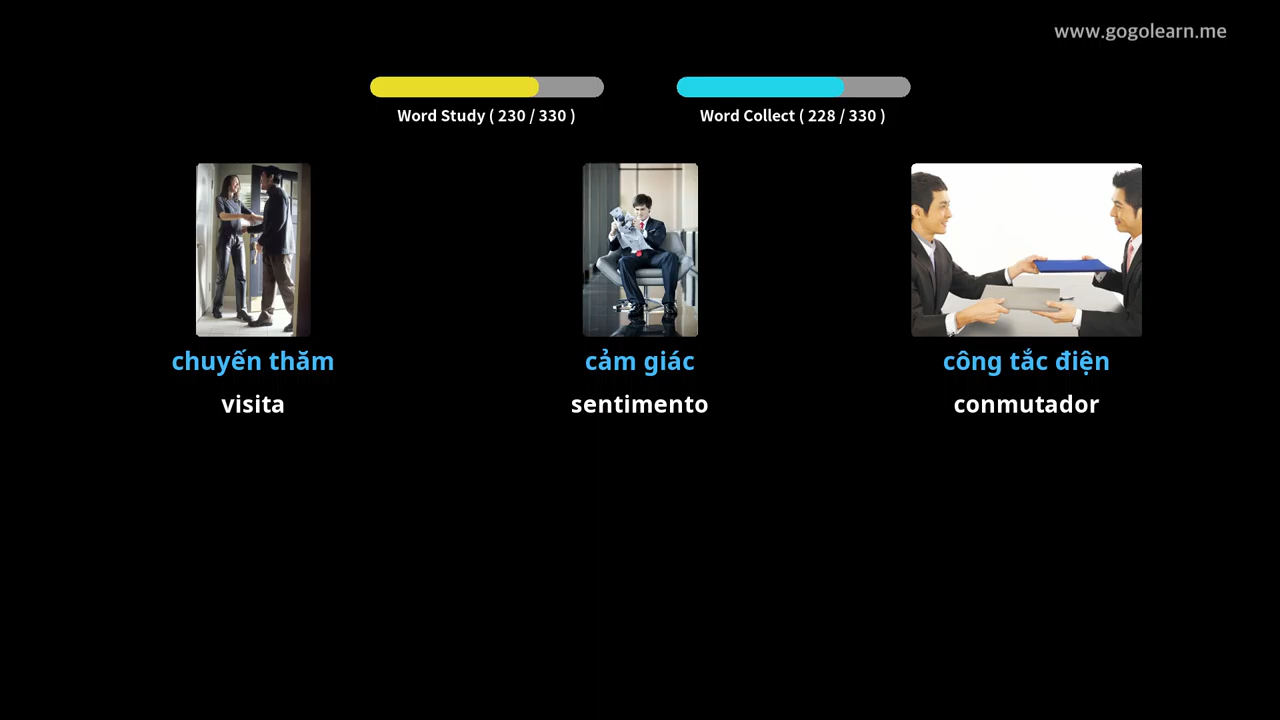 www.gogolearn.me
Word Study ( 230 / 330 )
Word Collect ( 228 / 330 )
chuyến thăm
visita
cảm giác
sentimento
công tắc điện
conmutador